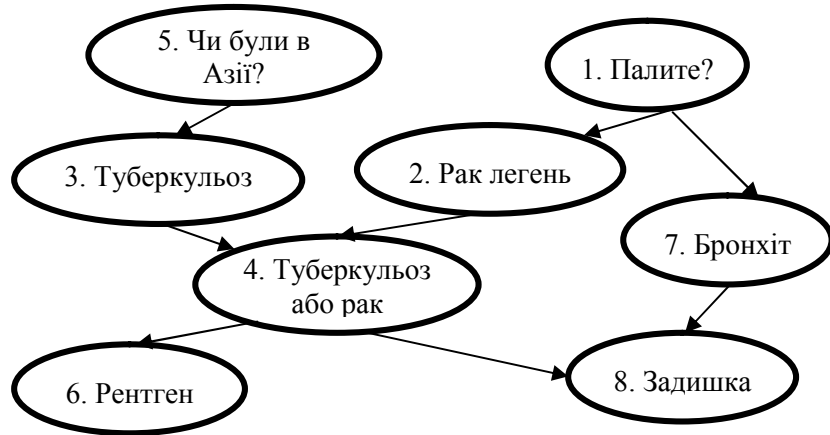 5. Чи були в
Азії?
1. Палите?
3. Туберкульоз
2. Рак легень
7. Бронхіт
4. Туберкульоз
або рак
6. Рентген
8. Задишка